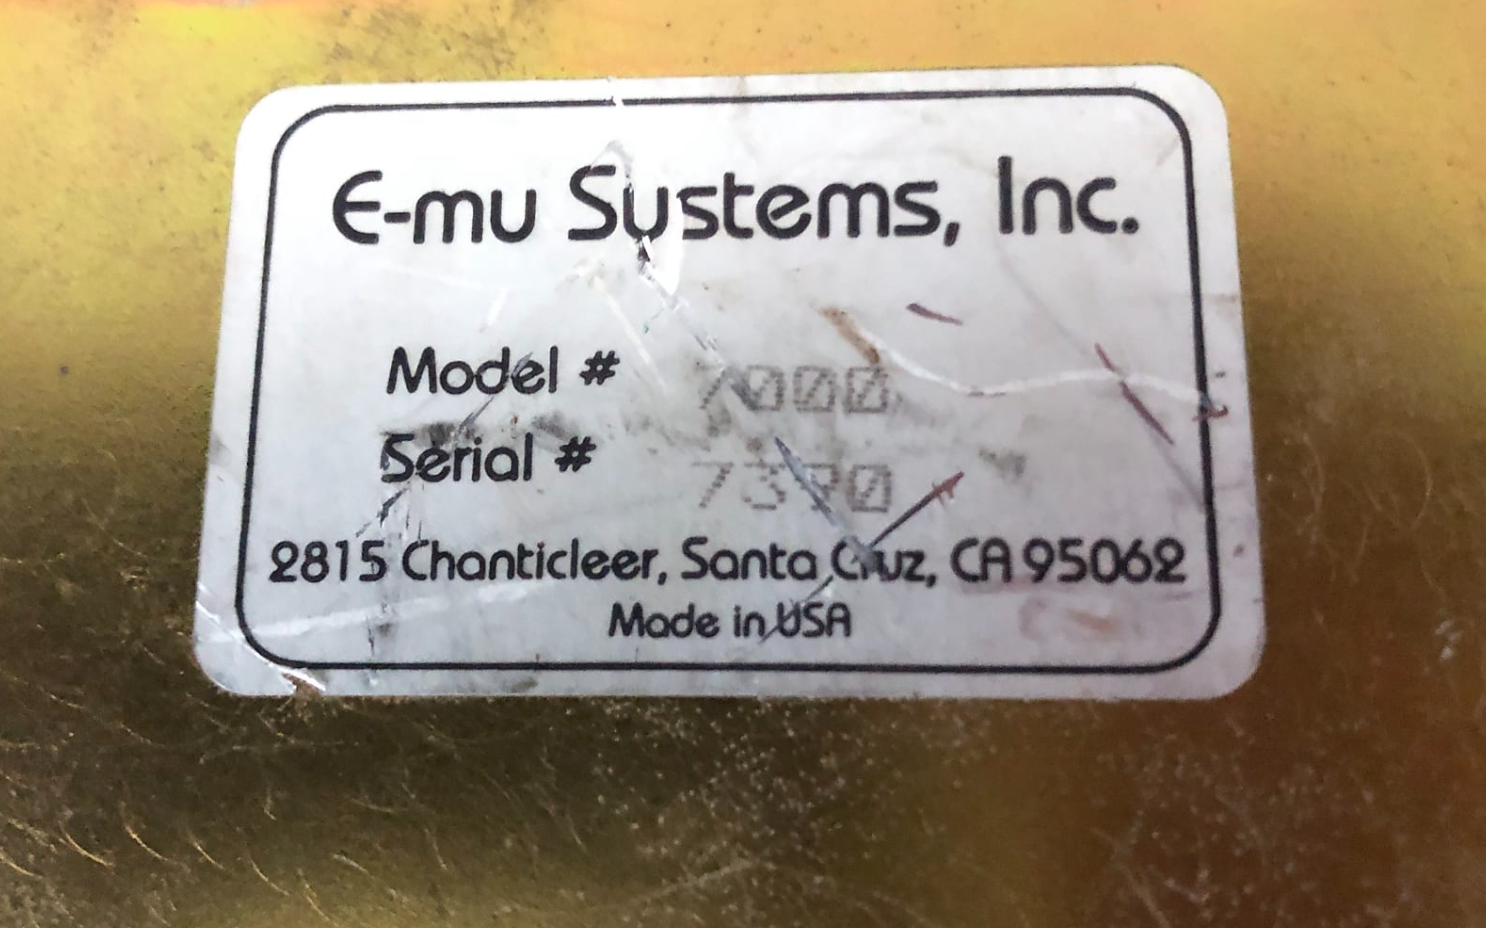 E-mu Systems, Inc.
Model # 7000
Serial #
2815 Chanticleer, Santa Cruz, CA 95062
Made in USA